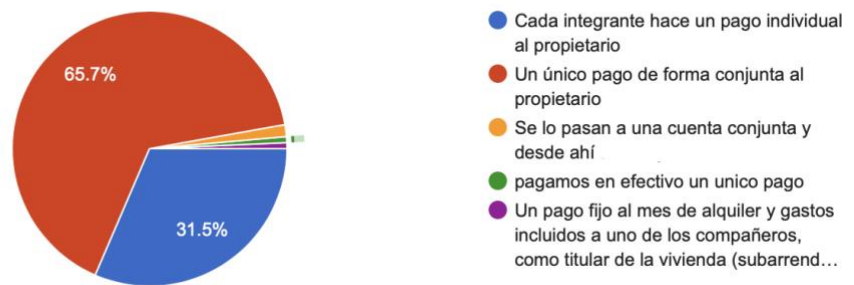 65.7%
31.5%
Cada integrante hace un pago individual
al propietario
Un único pago de forma conjunta al
propietario
Se lo pasan a una cuenta conjunta y
desde ahí
pagamos en efectivo un unico pago
Un pago fijo al mes de alquiler y gastos
incluidos a uno de los compañeros,
como titular de la vivienda (subarrend…